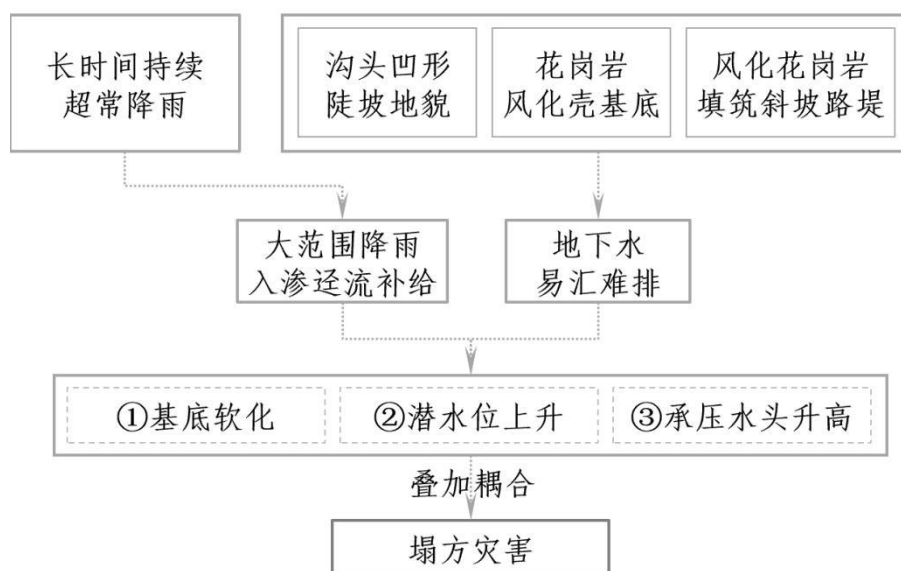 长时间持续
超常降雨
沟头凹形
陡坡地貌
花岗岩
风化壳基底
风化花岗岩
填筑斜坡路堤
大范围降雨
入渗迳流补给
地下水
易汇难排
①基底软化
②潜水位上升
③承压水头升高
叠加耦合
塌方灾害